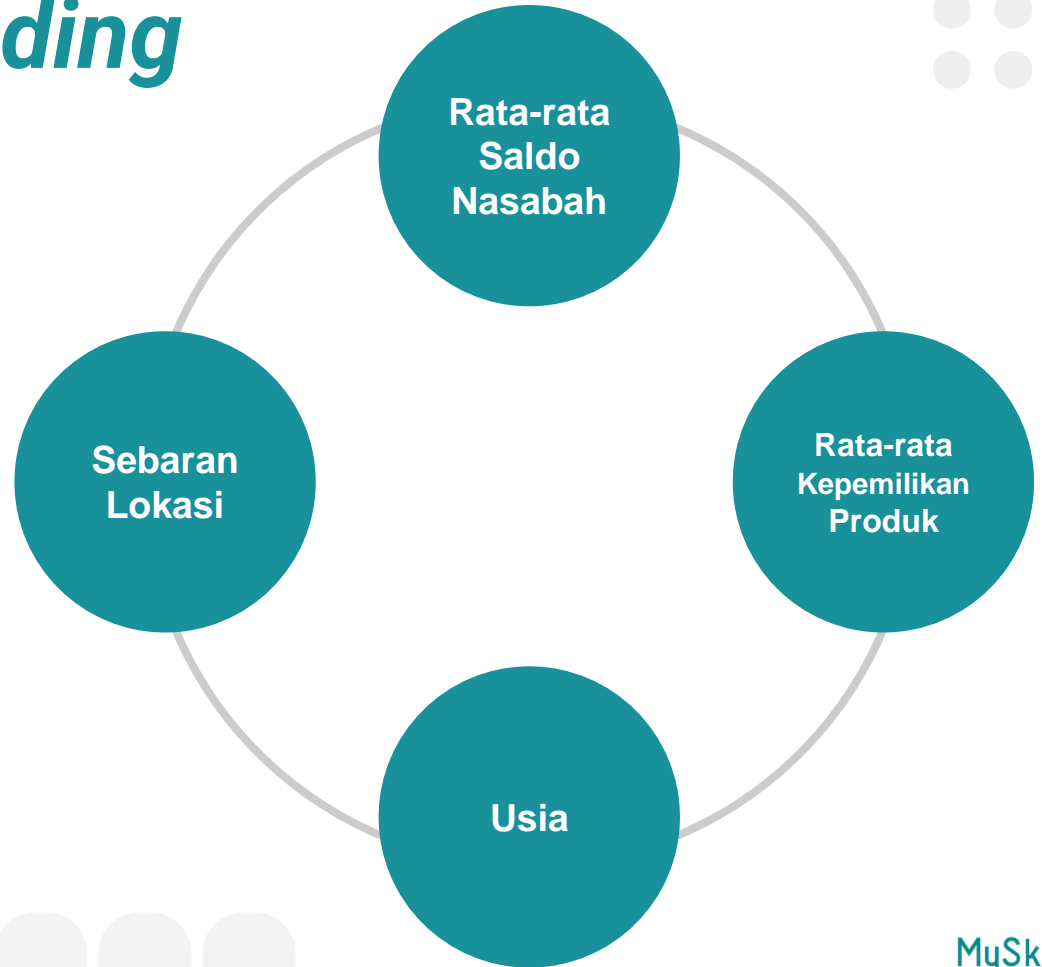 ding
Rata-rata
Saldo
Nasabah
Sebaran
Lokasi
Rata-rata
Kepemilikan
Produk
Usia
MuSk